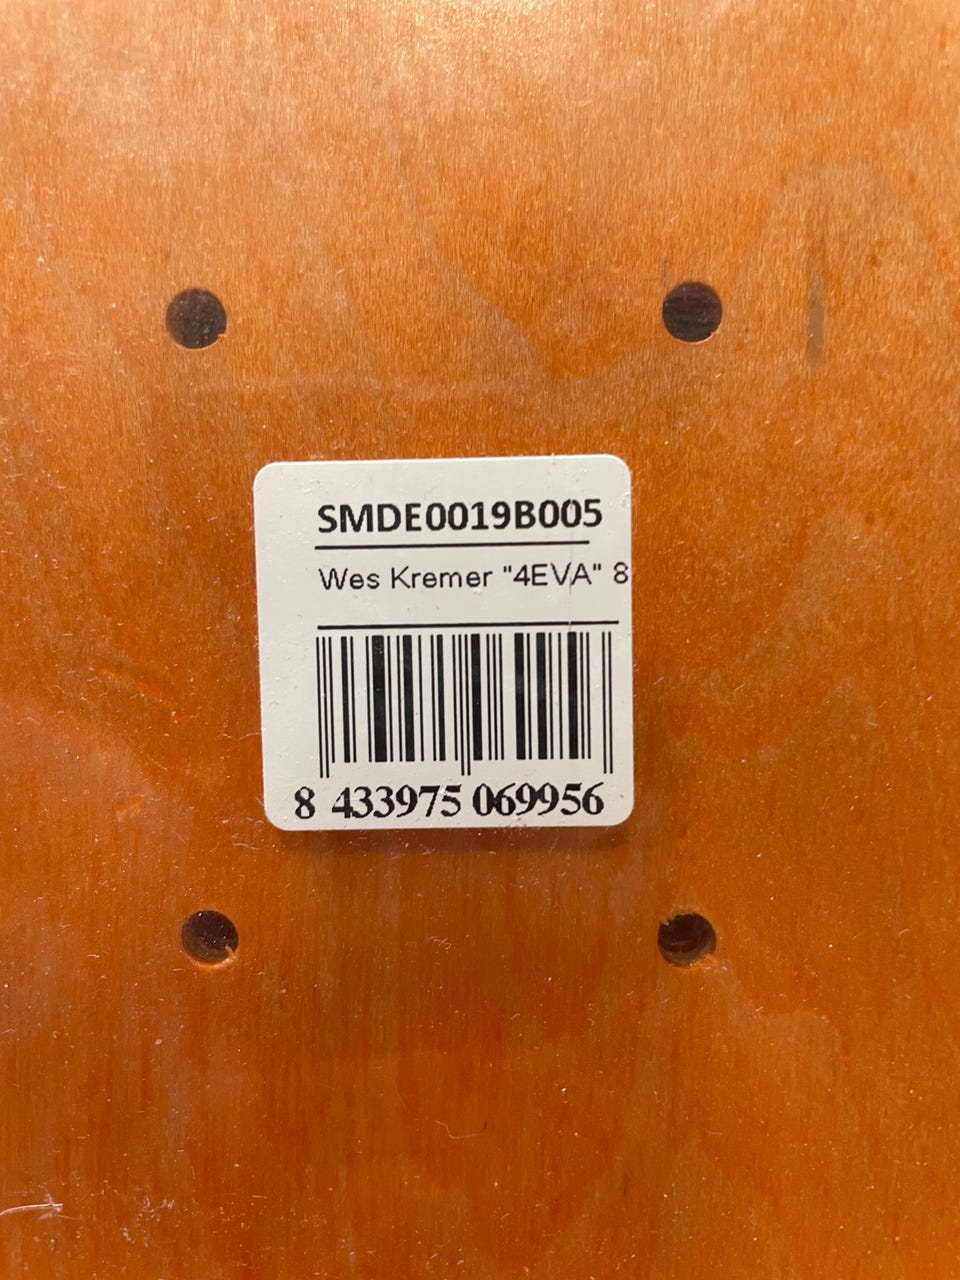 SMDE0019B005
Wes Kremer "4EVA" 8
8 433975 069956